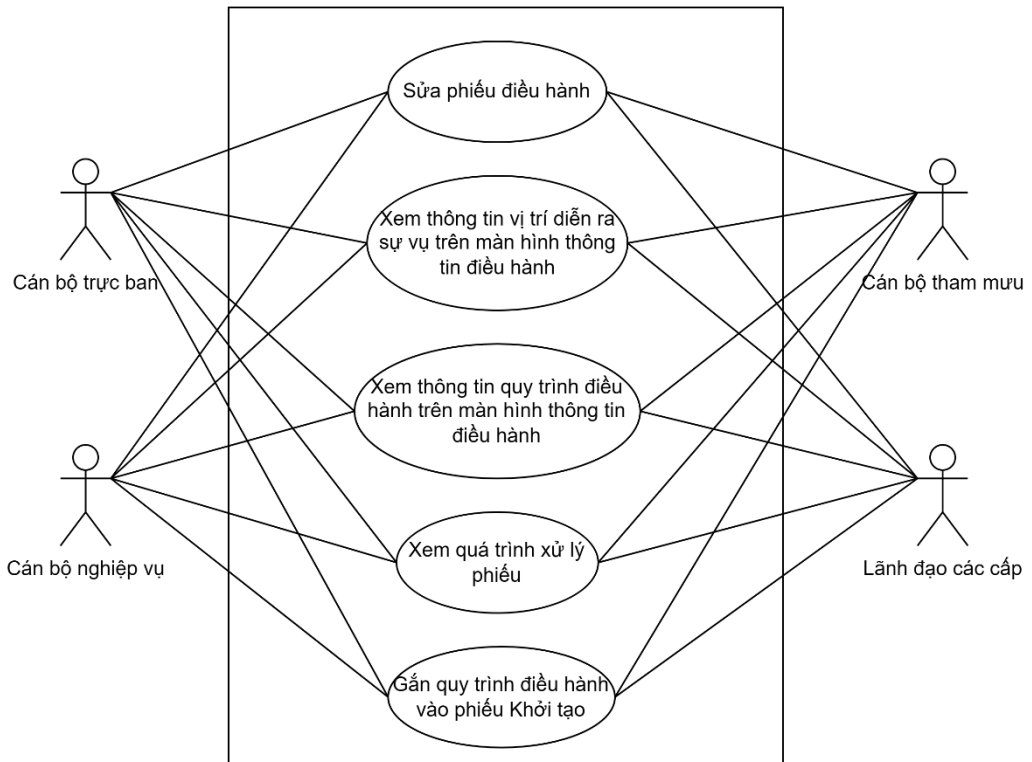 Sửa phiếu điều hành
Xem thông tin vị trí diễn ra
sự vụ trên màn hình thông
tin điều hành
Cán bộ trực ban
Cán bộ tham mưu
Xem thông tin quy trình điều
hành trên màn hình thông tin
điều hành
Xem quá trình xử lý
phiếu
Cán bộ nghiệp vụ
Lãnh đạo các cấp
Gắn quy trình điều hành
vào phiếu Khởi tạo